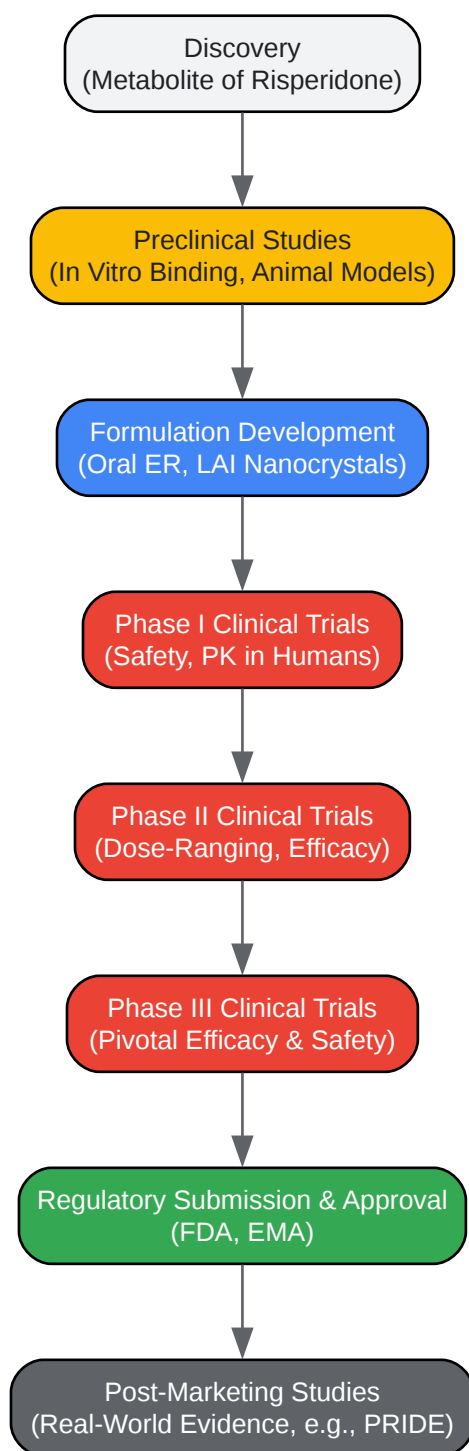 Discovery
(Metabolite of Risperidone)
Preclinical Studies
(In Vitro Binding, Animal Models)
Formulation Development
(Oral ER, LAI Nanocrystals)
Phase I Clinical Trials
(Safety, PK in Humans)
Phase II Clinical Trials
(Dose-Ranging, Efficacy)
Phase III Clinical Trials
(Pivotal Efficacy & Safety)
Regulatory Submission & Approval
(FDA, EMA)
Post-Marketing Studies
(Real-World Evidence, e.g., PRIDE)